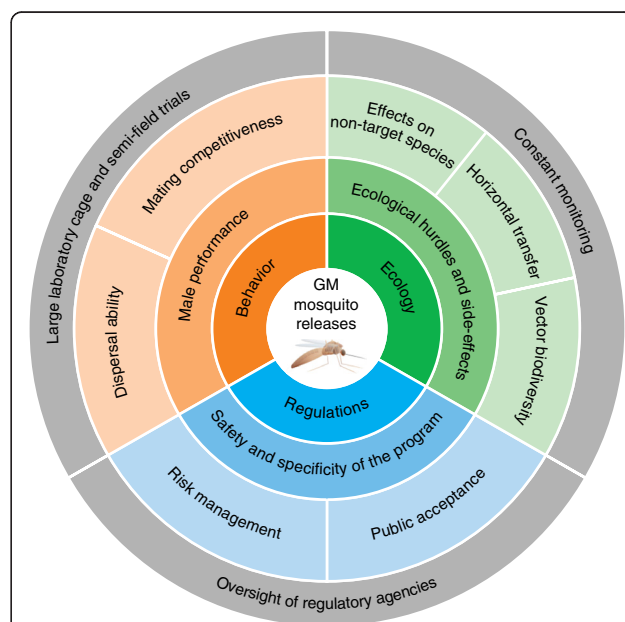 Large laboratory cage and semi-field trials
Constant monitoring
Oversight of regulatory agencies
Mating competitiveness
Dispersal ability
Effects on
non-target species
Horizontal transfer
Vector biodiversity
Risk management
Public acceptance
Male performance
Ecological hurdles and side-effects
Safety and specificity of the program
Behavior
Ecology
Regulations
GM
mosquito
releases